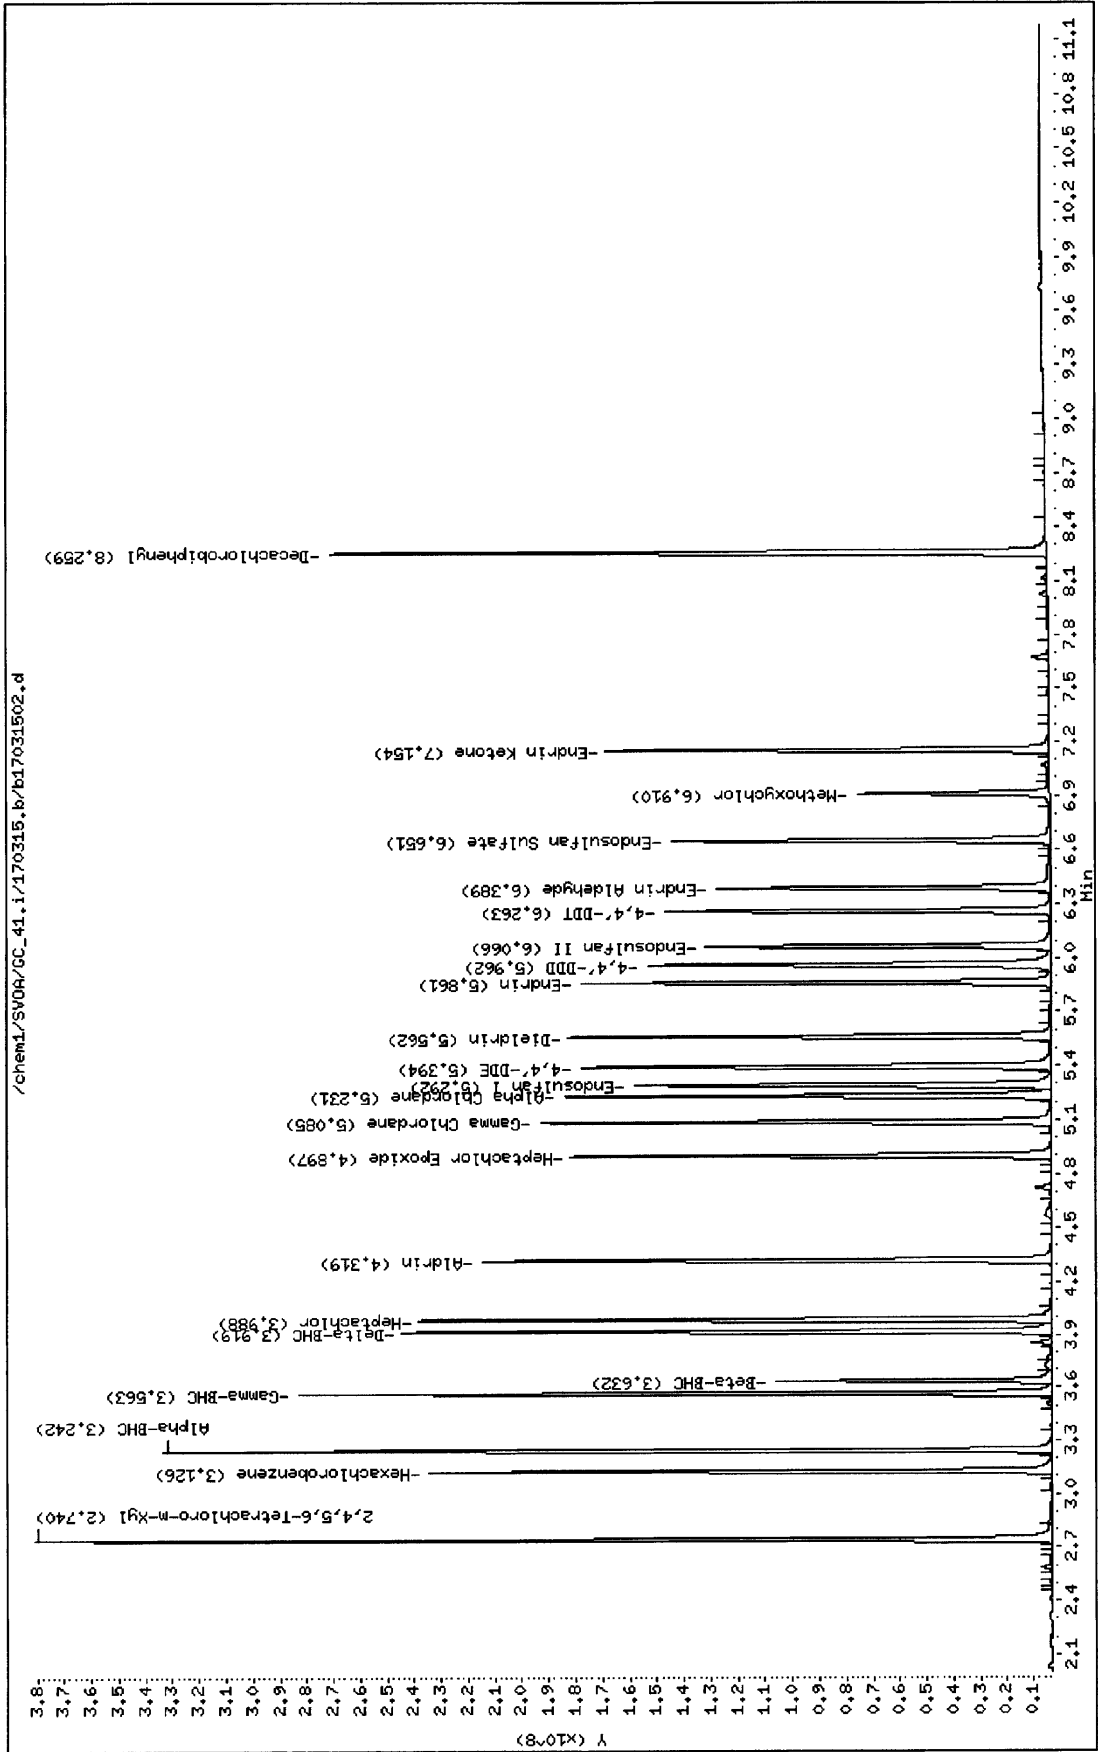 /chem1/SVOA/GC_41.i/170315.b/b17031502.d
Y (x10^8)
3.8
3.7
3.6
3.5
3.4
3.3
3.2
3.1
3.0
2.9
2.8
2.7
2.6
2.5
2.4
2.3
2.2
2.1
2.0
1.9
1.8
1.7
1.6
1.5
1.4
1.3
1.2
1.1
1.0
0.9
0.8
0.7
0.6
0.5
0.4
0.3
0.2
0.1
2,4,5,6-Tetrachloro-m-Xyl (2.740)
-Hexachlorobenzene (3.126)
Alpha-BHC (3.242)
-Gamma-BHC (3.563)
-Beta-BHC (3.632)
-Delta-BHC (3.919)
-Heptachlor (3.988)
-Aldrin (4.319)
-Heptachlor Epoxide (4.897)
-Gamma Chlordane (5.085)
-Alpha Chlordane (5.231)
-Endosulfan I (5.292)
-4,4'-DDE (5.394)
-Dieldrin (5.562)
-Endrin (5.861)
-4,4'-DDD (5.962)
-Endosulfan II (6.066)
-4,4'-DDT (6.263)
-Endrin Aldehyde (6.389)
-Endosulfan Sulfate (6.651)
-Methoxychlor (6.910)
-Endrin Ketone (7.154)
-Decachlorobiphenyl (8.259)
2.1 2.4 2.7 3.0 3.3 3.6 3.9 4.2 4.5 4.8 5.1 5.4 5.7 6.0 6.3 6.6 6.9 7.2 7.5 7.8 8.1 8.4 8.7 9.0 9.3 9.6 9.9 10.2 10.5 10.8 11.1
Min